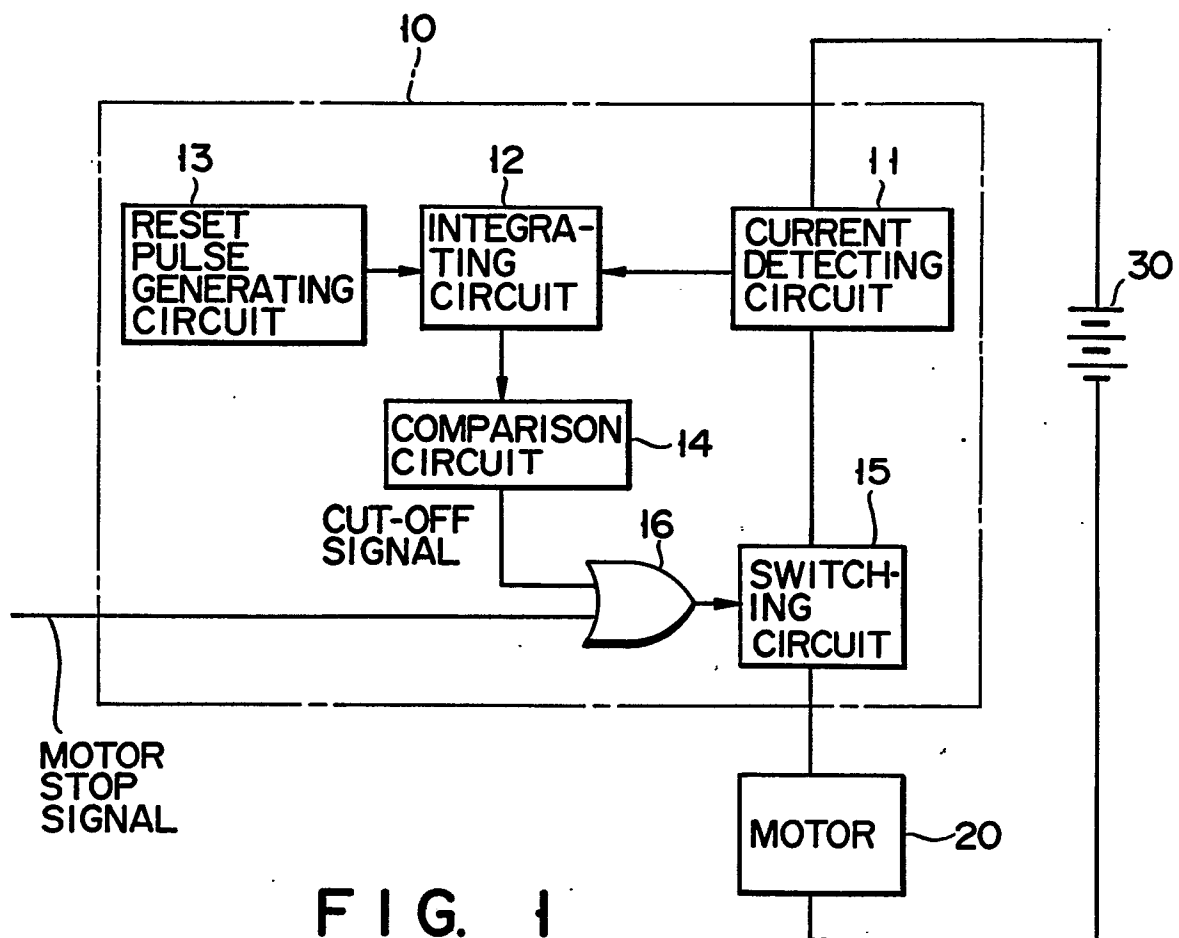 10
13
12
11
RESET
PULSE
GENERATING
CIRCUIT
INTEGRA-
TING
CIRCUIT
CURRENT
DETECTING
CIRCUIT
30
COMPARISON
CIRCUIT
14
CUT-OFF
SIGNAL
16
15
SWITCH-
ING
CIRCUIT
MOTOR
STOP
SIGNAL
MOTOR
20
FIG. 1